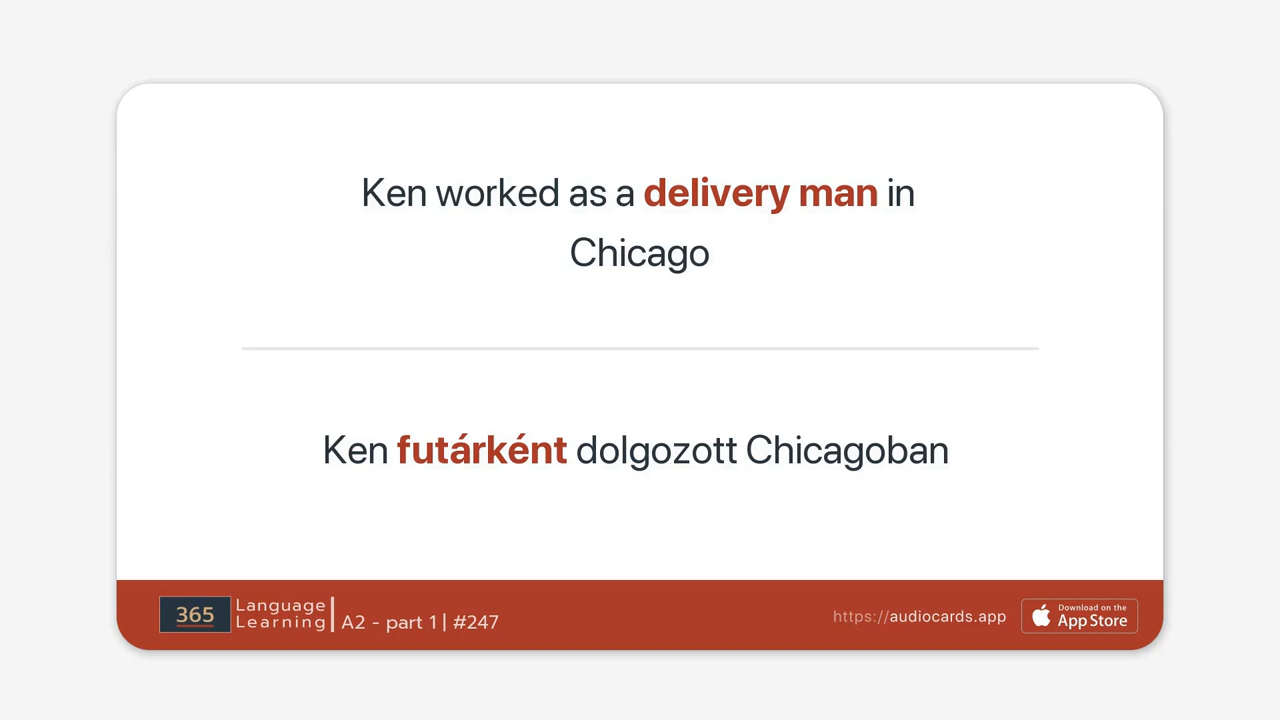 Ken worked as a delivery man in
Chicago
Ken futárként dolgozott Chicagoban
365
Language
Learning
A2 - part 1 | #247
https://audiocards.app
Download on the
App Store